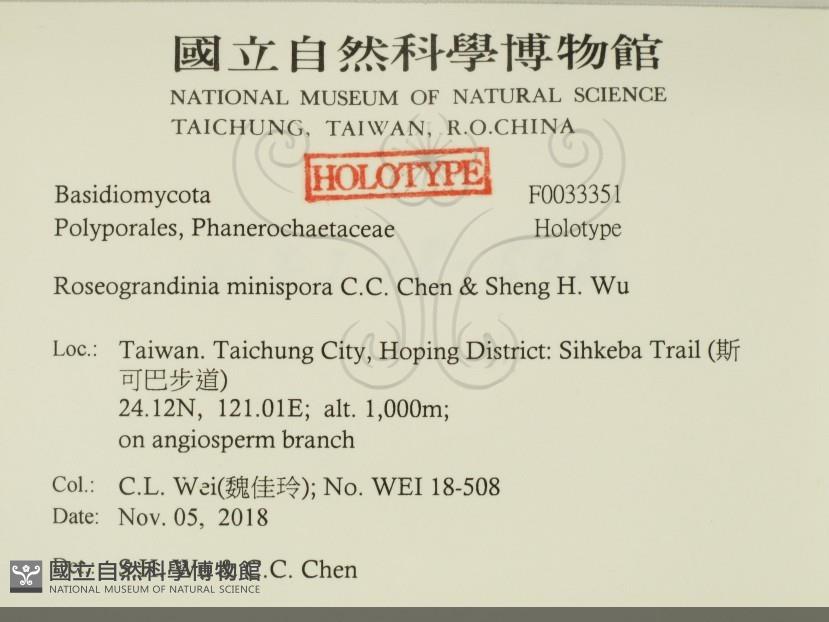 國立自然科學博物館
NATIONAL MUSEUM OF NATURAL SCIENCE
TAICHUNG, TAIWAN, R.O.CHINA
HOLOTYPE
Basidiomycota F0033351
Polyporales, Phanerochaetaceae Holotype
Roseograndinia minispora C.C. Chen & Sheng H. Wu
Loc.: Taiwan. Taichung City, Hoping District: Sihkeba Trail (斯
可巴步道)
24.12N, 121.01E; alt. 1,000m;
on angiosperm branch
Col.: C.L. Wei(魏佳玲); No. WEI 18-508
Date: Nov. 05, 2018
Det.: S.H. Wu & C.C. Chen
國立自然科學博物館
NATIONAL MUSEUM OF NATURAL SCIENCE